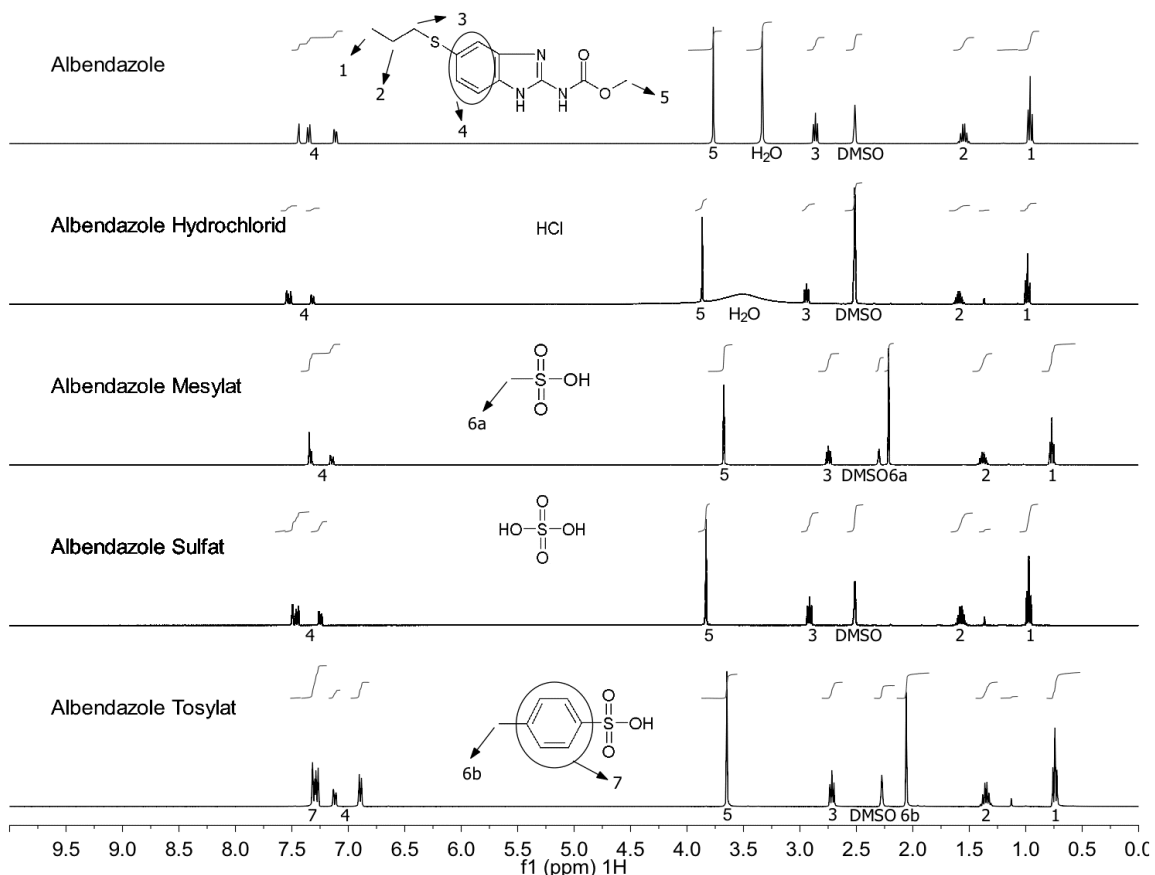 Albendazole
1
2
3
S
4
N
N
H
N
H
O
O
5
4
5
H2O
3
DMSO
2
1
Albendazole Hydrochlorid
HCl
4
5
H2O
3
DMSO
2
1
Albendazole Mesylat
O
S
OH
O
6a
4
5
3
DMSO6a
2
1
Albendazole Sulfat
O
HO
S
OH
O
4
5
3
DMSO
2
1
Albendazole Tosylat
O
S
OH
O
6b
7
7
4
5
3
DMSO
6b
2
1
9.5 9.0 8.5 8.0 7.5 7.0 6.5 6.0 5.5 5.0 4.5 4.0 3.5 3.0 2.5 2.0 1.5 1.0 0.5 0.0
f1 (ppm) 1H